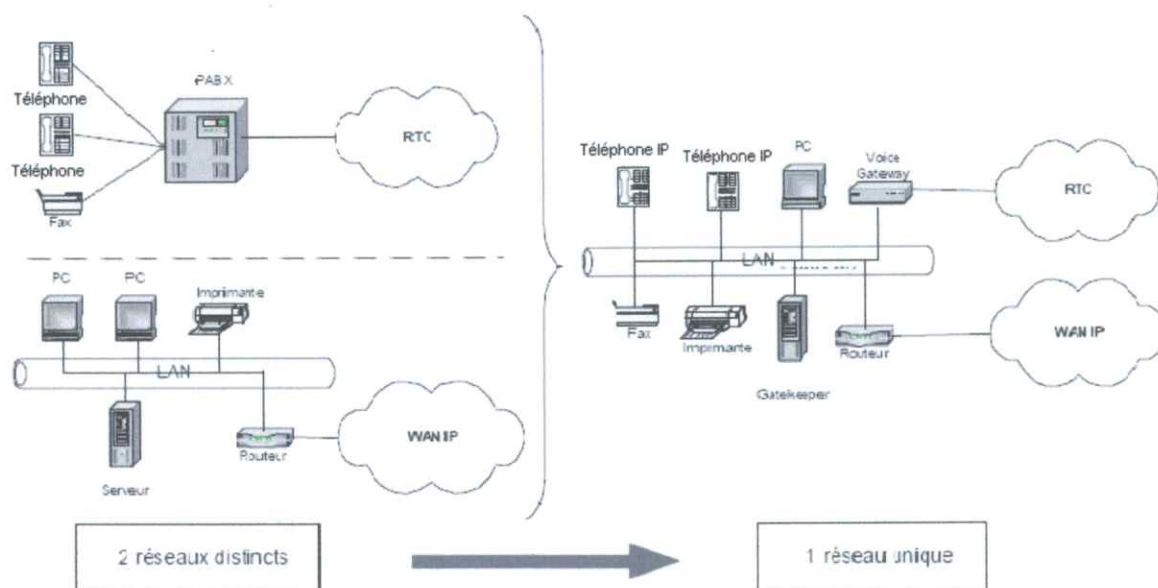 PABX
Téléphone
Téléphone
Fax
RTC
PC
PC
Imprimante
LAN
Serveur
Routeur
WAN IP
Téléphone IP
Téléphone IP
PC
Voice
Gateway
RTC
LAN
Fax
Imprimante
Gatekeeper
Routeur
WAN IP
2 réseaux distincts
1 réseau unique